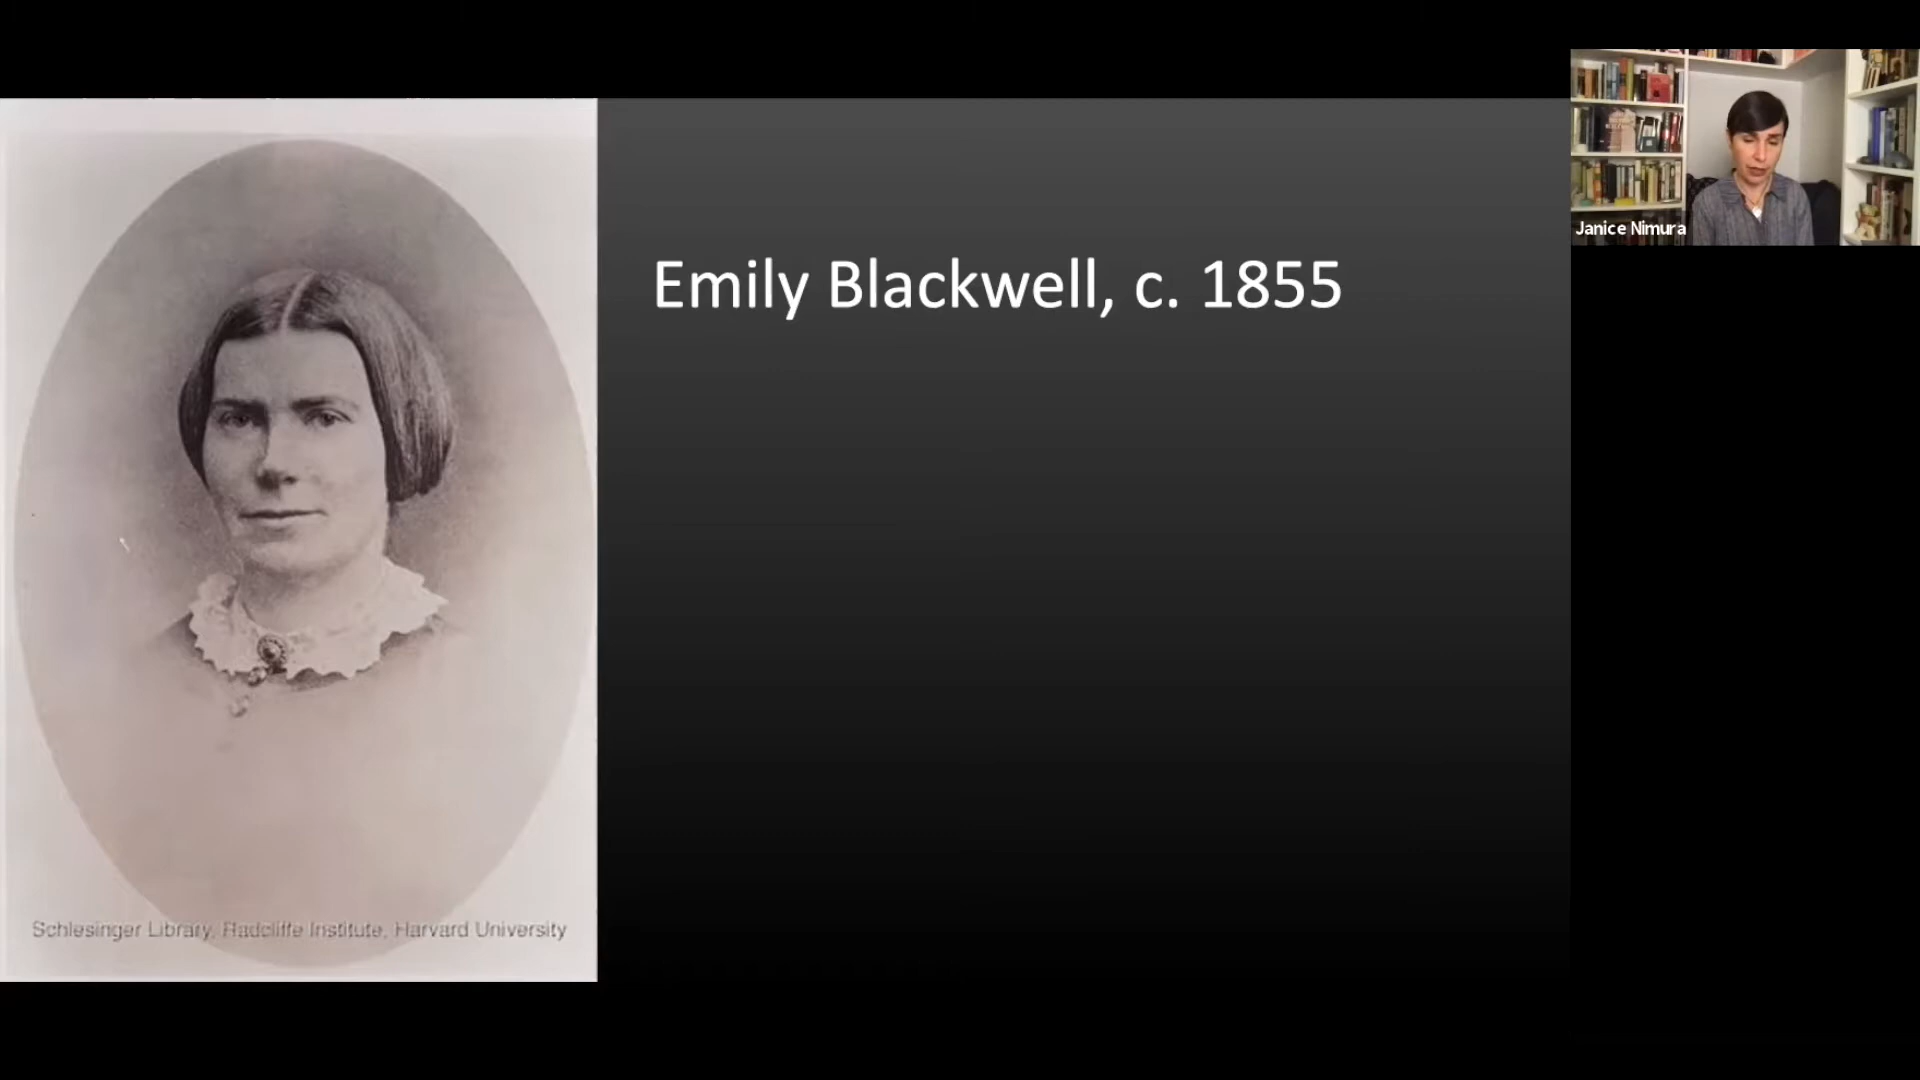 Emily Blackwell, c. 1855
Janice Nimura
Schlesinger Library, Radcliffe Institute, Harvard University